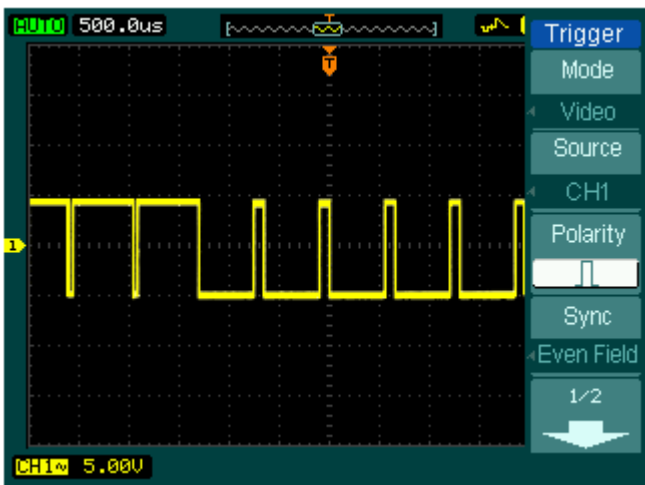 AUTO 500.0us
T
T
Trigger
Mode
Video
Source
CH1
Polarity
Sync
Even Field
1/2
1
CH1~ 5.00V